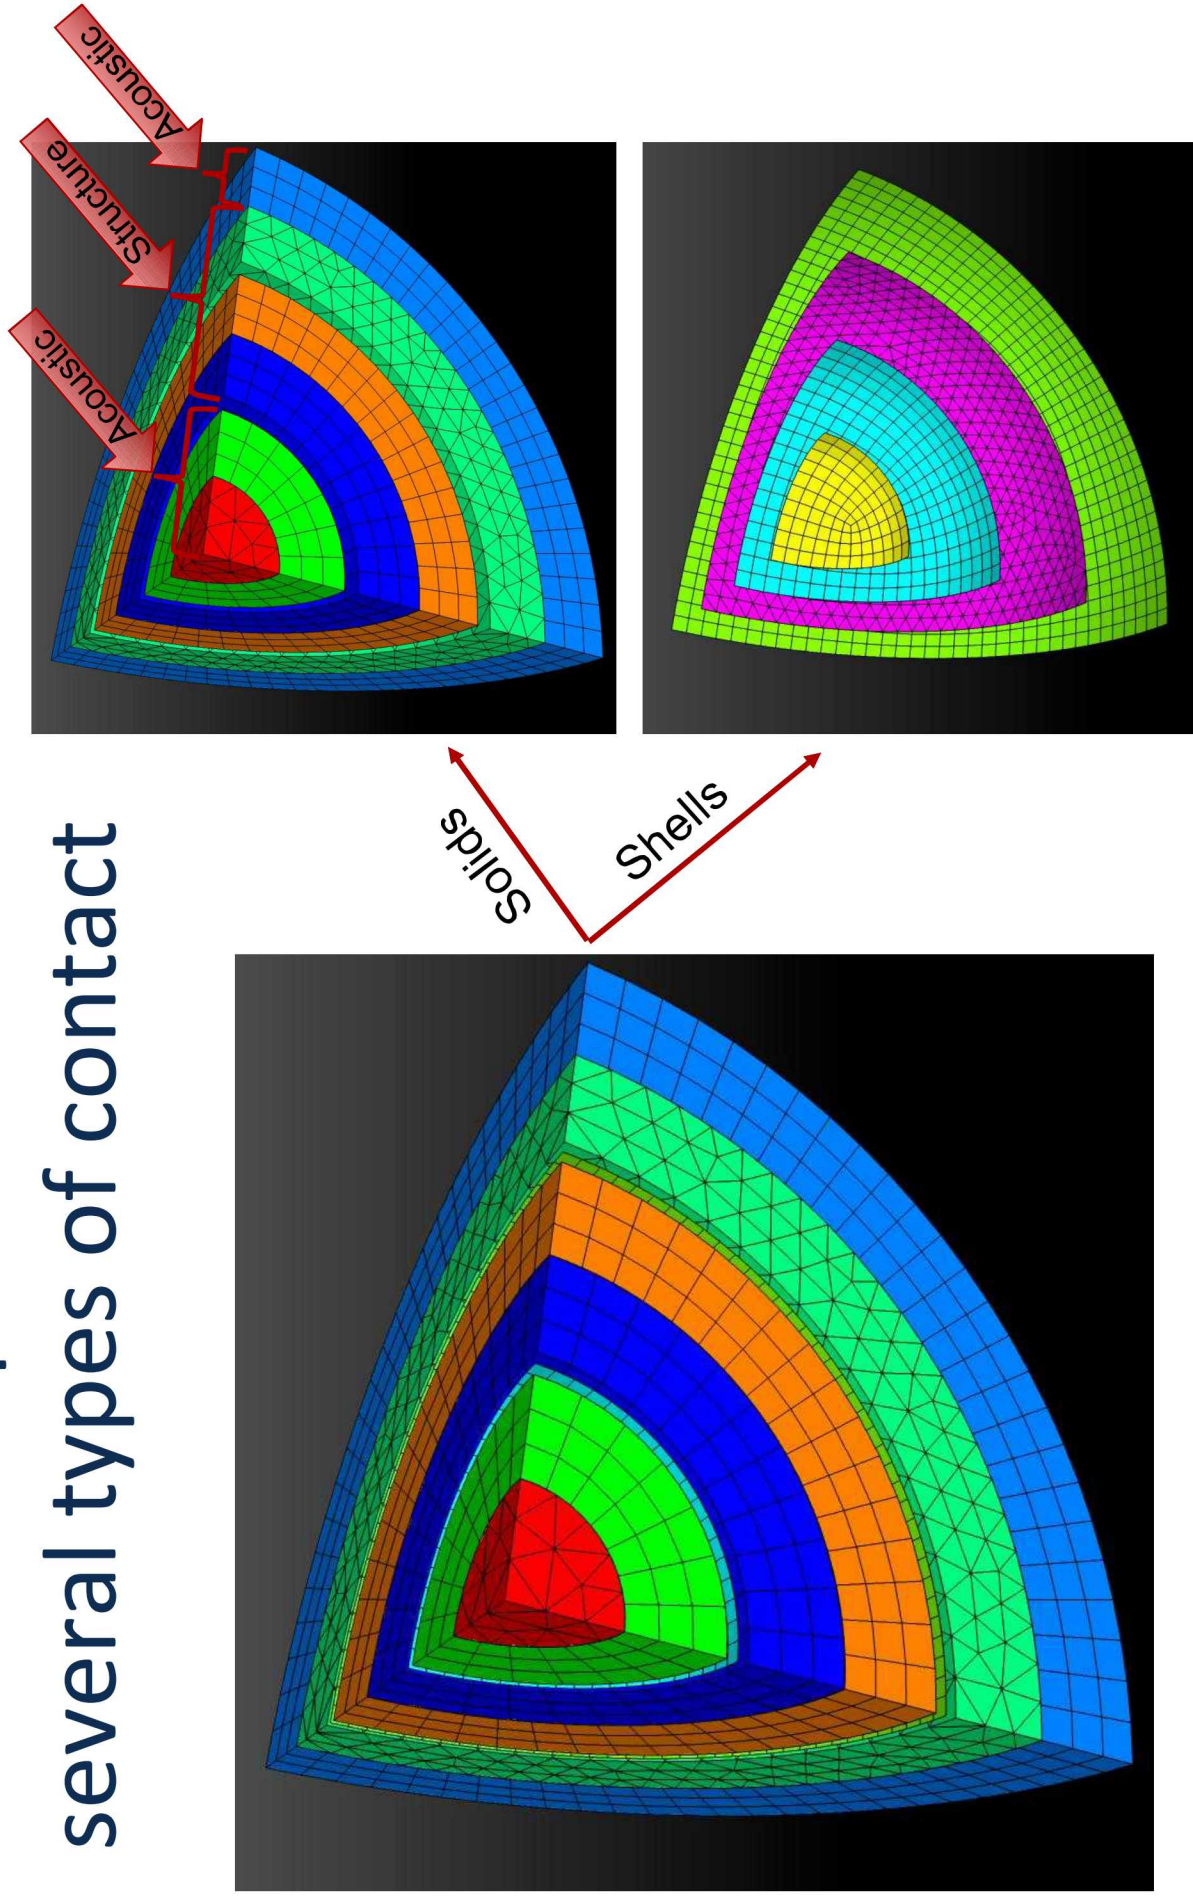 several types of contact
Solids
Shells
Acoustic
Structure
Acoustic